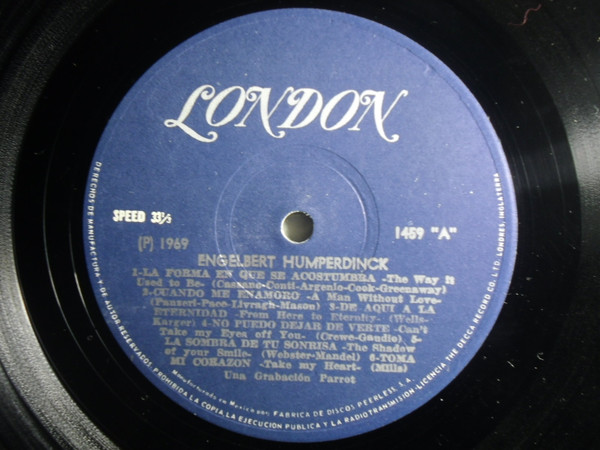 LONDON
SPEED 33⅓
1459 "A"
(P) 1969
ENGELBERT HUMPERDINCK
1-LA FORMA EN QUE SE ACOSTUMBRA -The Way it
Used to Be- (Cassano-Conti-Argenio-Cook-Greenaway)
2-CUANDO ME ENAMORO -A Man Without Love-
(Panzeri-Pace-Livragh-Mason) 3-DE AQUI A LA
ETERNIDAD -From Here to Eternity- (Wells-
Karger) 4-NO PUEDO DEJAR DE VERTE -Can't
Take my Eyes off You- (Crewe-Gaudio) 5-
LA SOMBRA DE TU SONRISA -The Shadow
of your Smile- (Webster-Mandel) 6-TOMA
MI CORAZON -Take my Heart- (Mills)
Una Grabación Parrot
Manufacturado en Mexico por: FABRICA DE DISCOS PEERLESS, S.A.
DERECHOS DE MANUFACTURA Y DE AUTOR RESERVADOS. PROHIBIDA LA COPIA LA EJECUCION PUBLICA Y LA RADIOTRANSMISION. LICENCIA THE DECCA RECORD CO. LTD. LONDRES, INGLATERRA